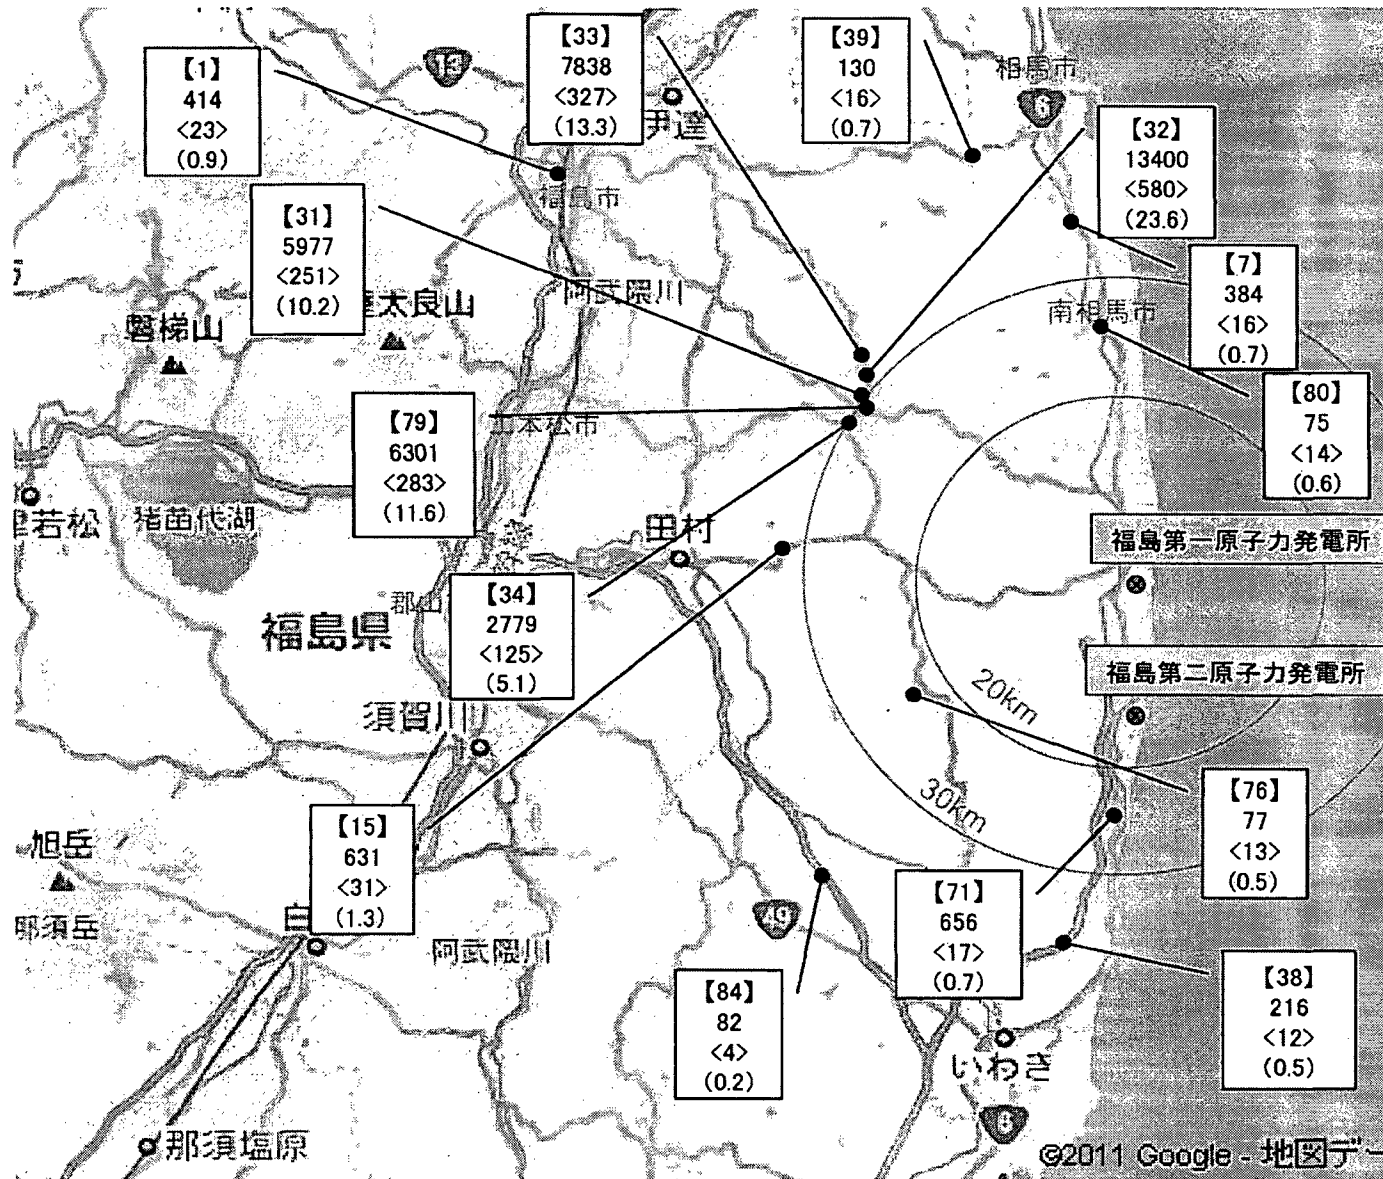 【1】
414
<23>
(0.9)
【33】
7838
<327>
(13.3)
【39】
130
<16>
(0.7)
【32】
13400
<580>
(23.6)
【31】
5977
<251>
(10.2)
【7】
384
<16>
(0.7)
【80】
75
<14>
(0.6)
【79】
6301
<283>
(11.6)
【34】
2779
<125>
(5.1)
【15】
631
<31>
(1.3)
【76】
77
<13>
(0.5)
【71】
656
<17>
(0.7)
【84】
82
<4>
(0.2)
【38】
216
<12>
(0.5)
13
伊達
相馬市
6
福島市
阿武隈川
南相馬市
磐梯山
太良山
本松市
若松
猪苗代湖
田村
福島第一原子力発電所
郡山
福島県
福島第二原子力発電所
20km
須賀川
30km
旭岳
那須岳
白
49
阿武隈川
いわき
6
那須塩原
©2011 Google - 地図デー